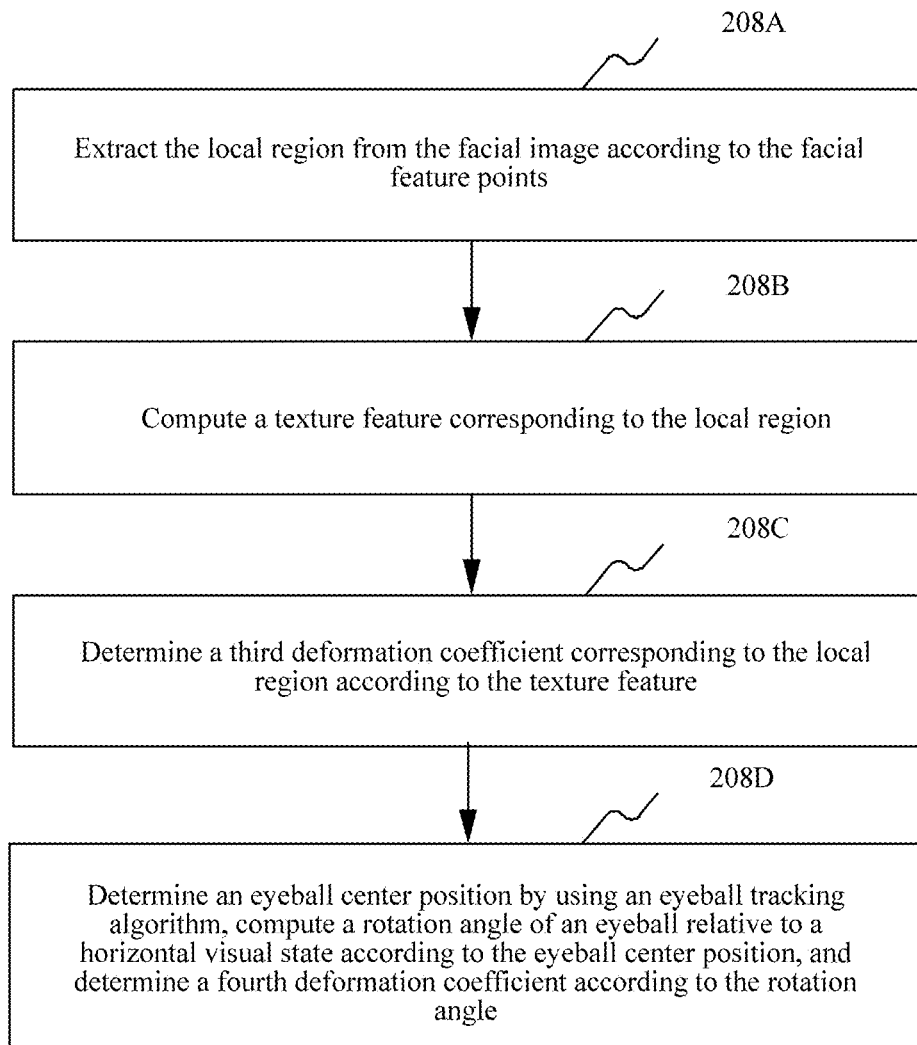 208A
Extract the local region from the facial image according to the facial
feature points
208B
Compute a texture feature corresponding to the local region
208C
Determine a third deformation coefficient corresponding to the local
region according to the texture feature
208D
Determine an eyeball center position by using an eyeball tracking
algorithm, compute a rotation angle of an eyeball relative to a
horizontal visual state according to the eyeball center position, and
determine a fourth deformation coefficient according to the rotation
angle